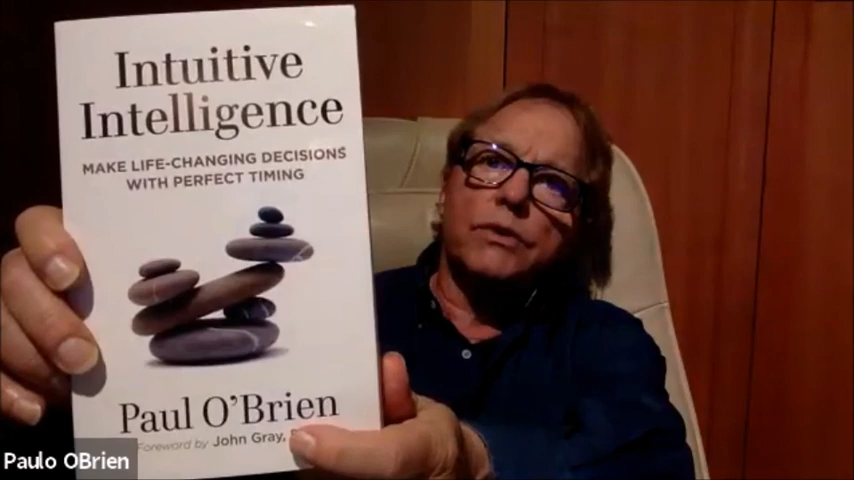 Intuitive
Intelligence
MAKE LIFE-CHANGING DECISIONS
WITH PERFECT TIMING
Paul O'Brien
Foreword by John Gray,
Paulo OBrien